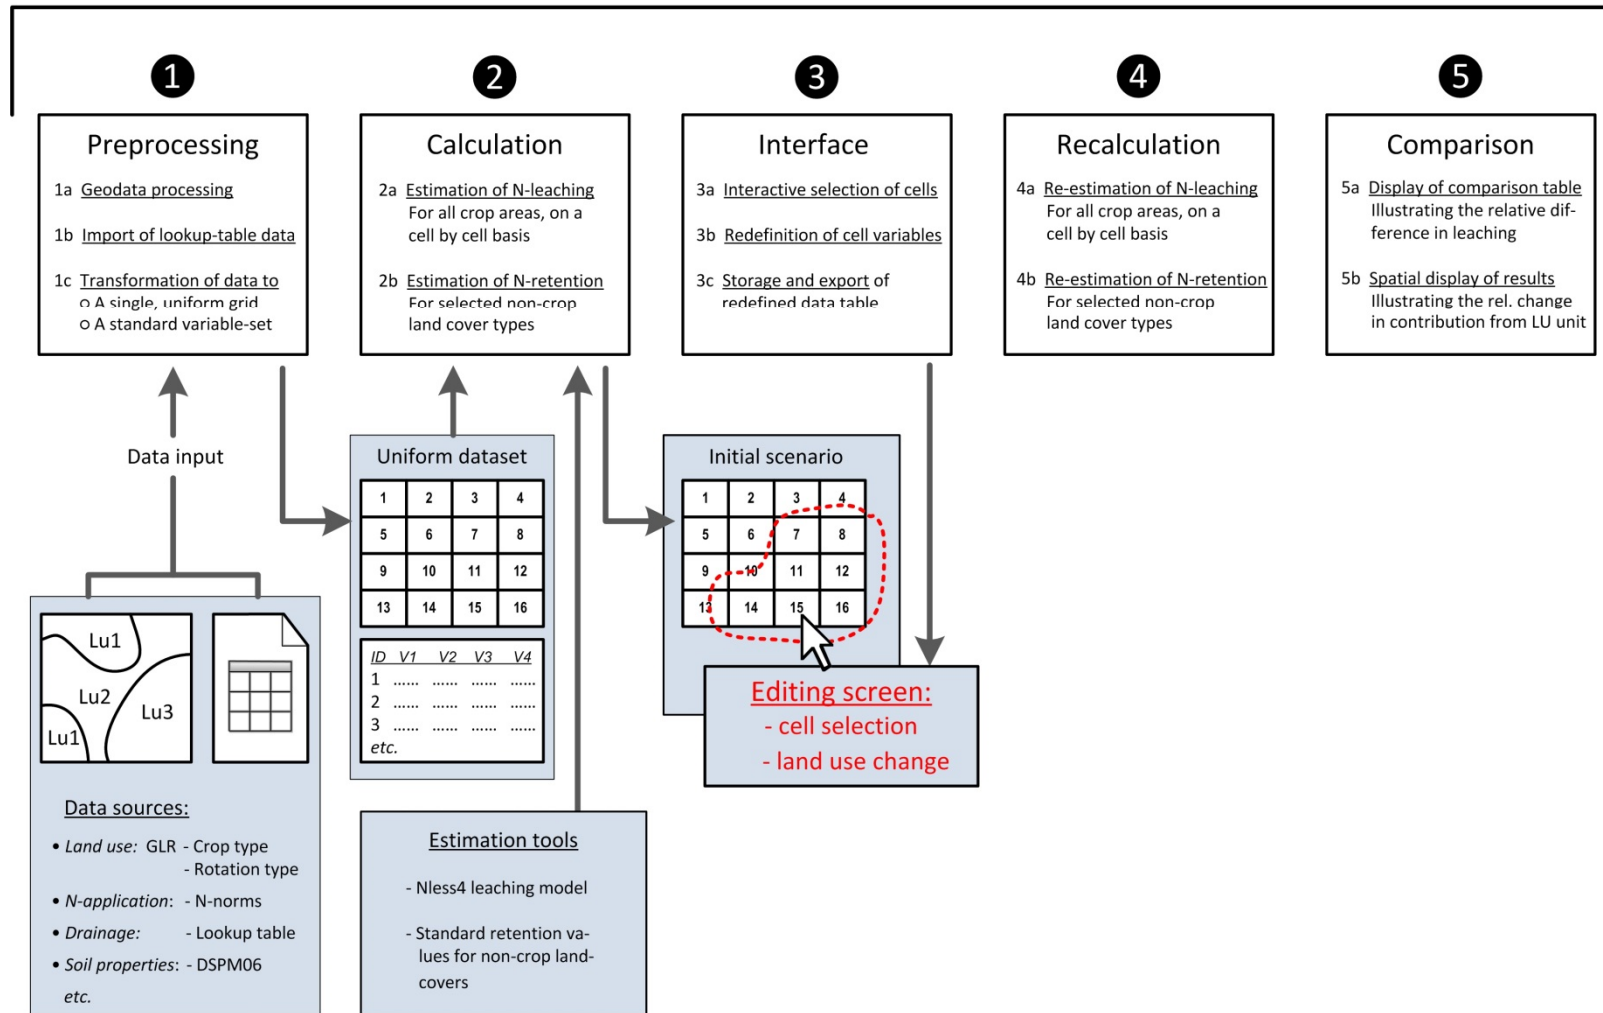 1
2
3
4
5
Preprocessing
1a Geodata processing
1b Import of lookup-table data
1c Transformation of data to
o A single, uniform grid
o A standard variable-set
Calculation
2a Estimation of N-leaching
For all crop areas, on a
cell by cell basis
2b Estimation of N-retention
For selected non-crop
land cover types
Interface
3a Interactive selection of cells
3b Redefinition of cell variables
3c Storage and export of
redefined data table
Recalculation
4a Re-estimation of N-leaching
For all crop areas, on a
cell by cell basis
4b Re-estimation of N-retention
For selected non-crop
land cover types
Comparison
5a Display of comparison table
Illustrating the relative dif-
ference in leaching
5b Spatial display of results
Illustrating the rel. change
in contribution from LU unit
Data input
Lu1
Lu2
Lu3
Lu1
Data sources:
• Land use: GLR - Crop type
- Rotation type
• N-application: - N-norms
• Drainage: - Lookup table
• Soil properties: - DSPM06
etc.
Uniform dataset
1 2 3 4
5 6 7 8
9 10 11 12
13 14 15 16
ID V1 V2 V3 V4
1 ...... ...... ...... ......
2 ...... ...... ...... ......
3 ...... ...... ...... ......
etc.
Estimation tools
- Nless4 leaching model
- Standard retention va-
lues for non-crop land-
covers
Initial scenario
1 2 3 4
5 6 7 8
9 10 11 12
13 14 15 16
Editing screen:
- cell selection
- land use change